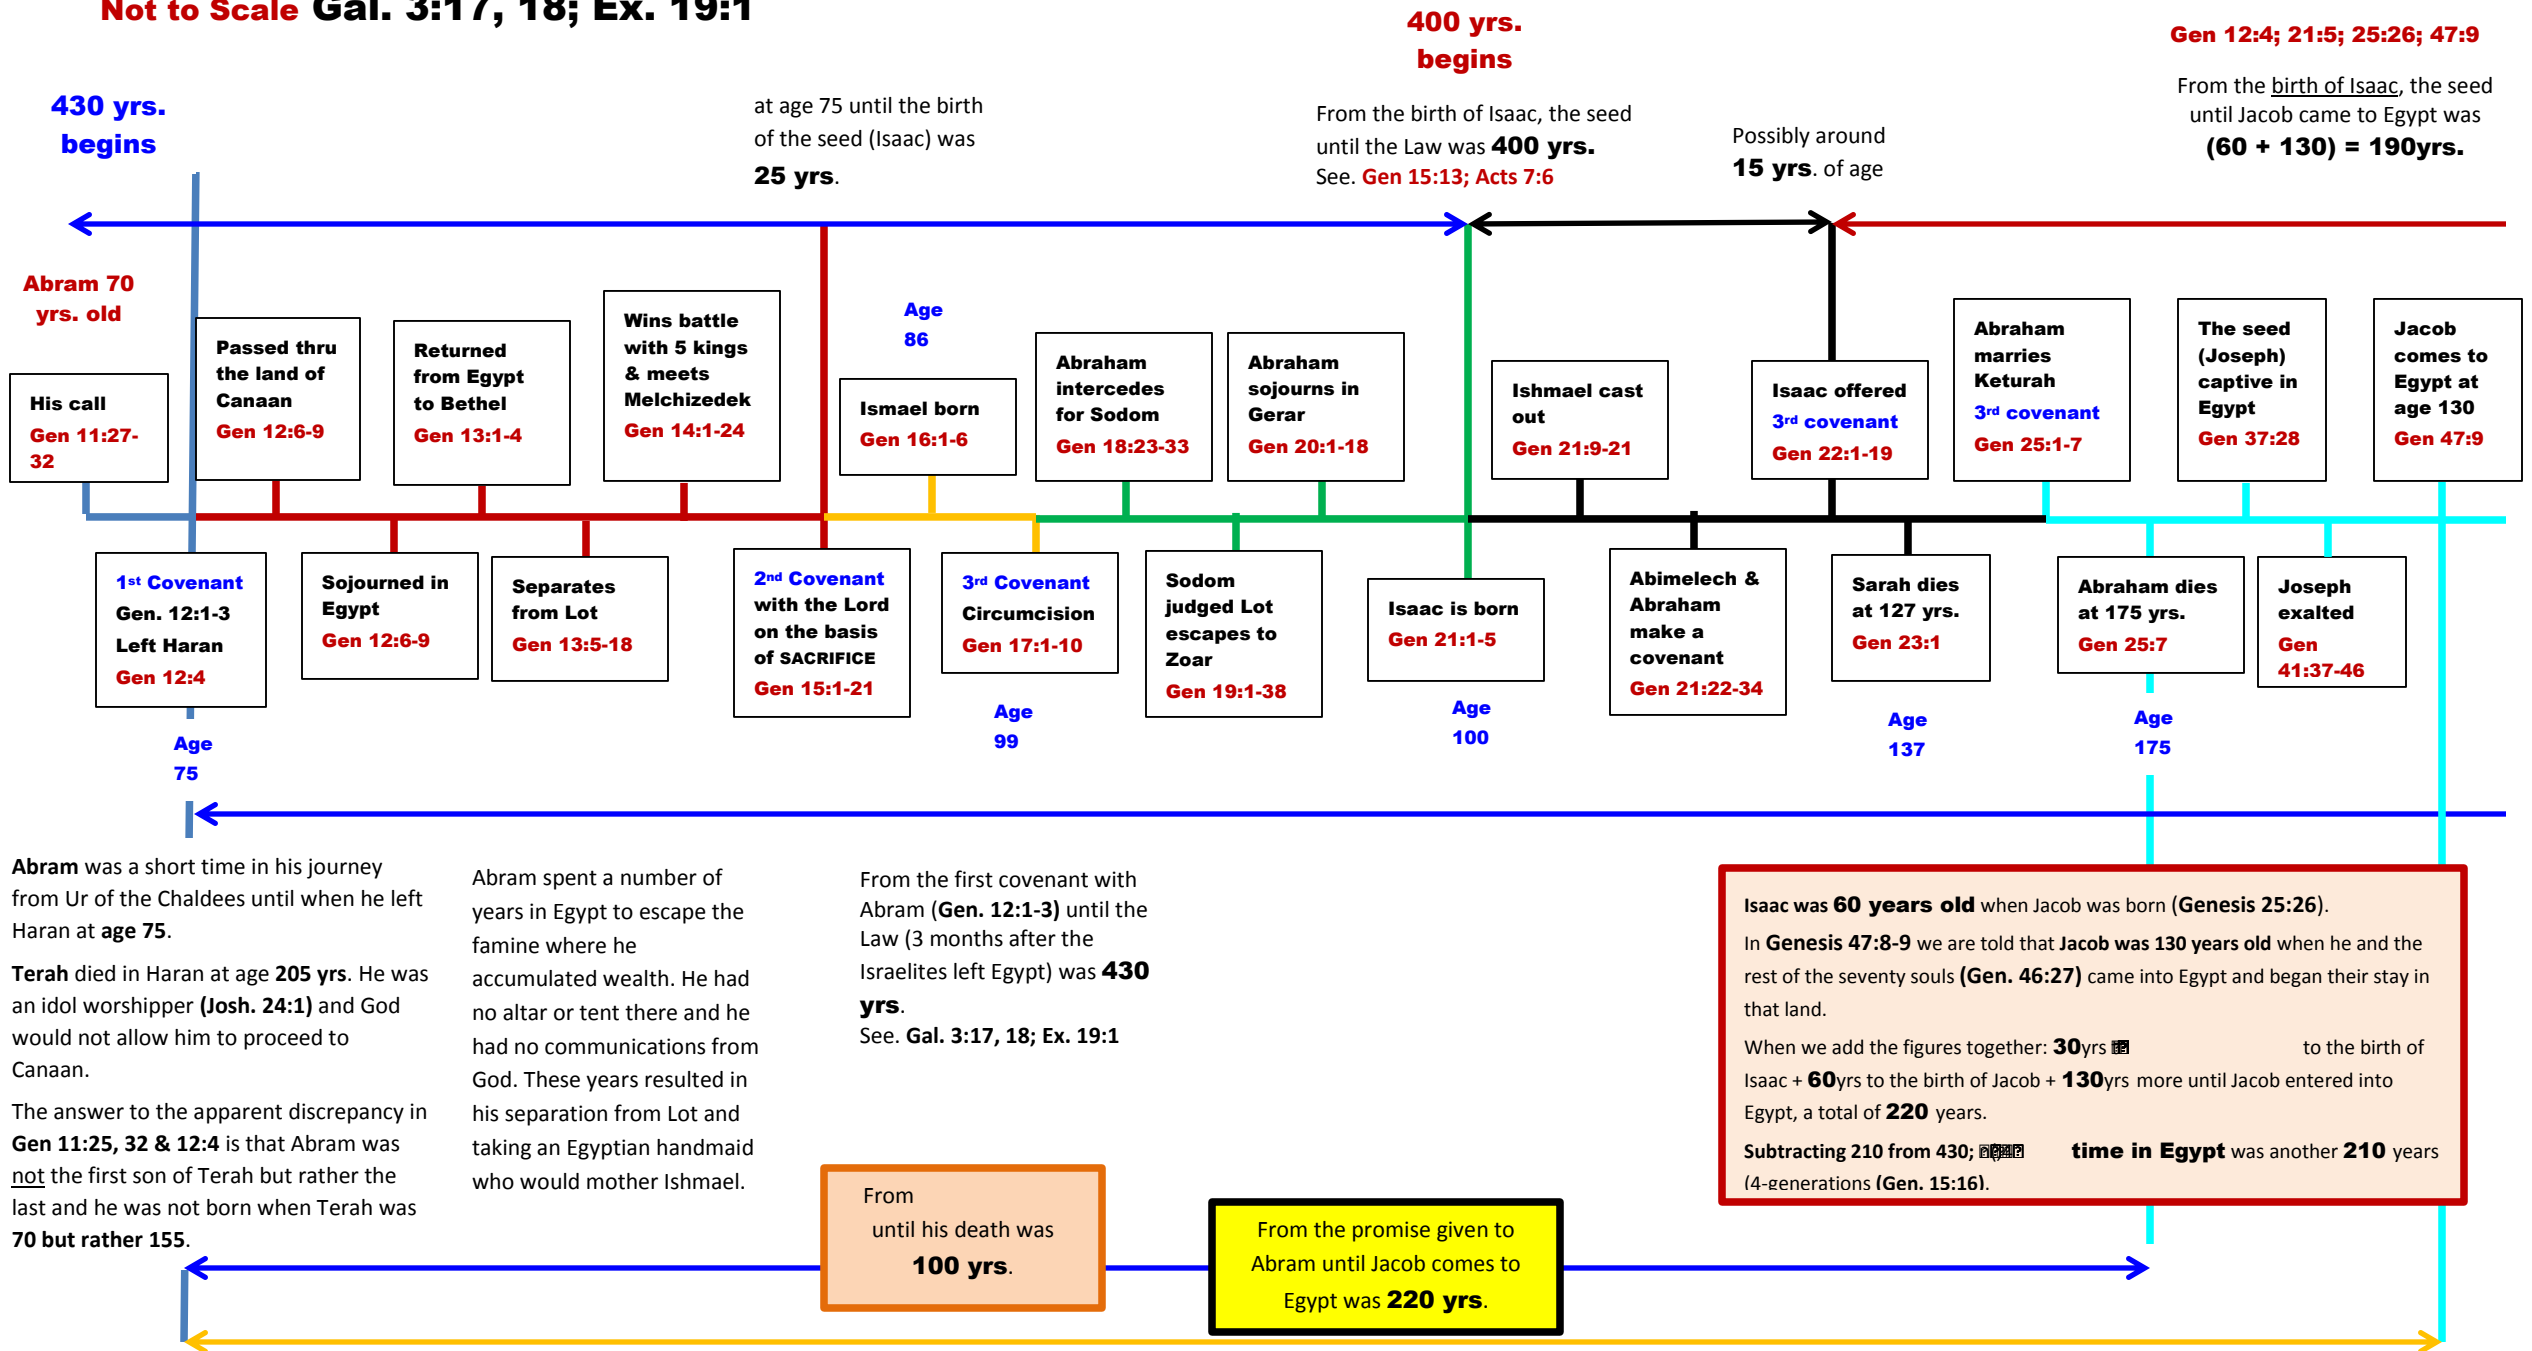 Not to Scale Gal. 3:17, 18; Ex. 19:1
430 yrs.
begins
at age 75 until the birth
of the seed (Isaac) was
25 yrs.
400 yrs.
begins
From the birth of Isaac, the seed
until the Law was 400 yrs.
See. Gen 15:13; Acts 7:6
Possibly around
15 yrs. of age
Gen 12:4; 21:5; 25:26; 47:9
From the birth of Isaac, the seed
until Jacob came to Egypt was
(60 + 130) = 190yrs.
Abram 70
yrs. old
His call
Gen 11:27-
32
Passed thru
the land of
Canaan
Gen 12:6-9
Returned
from Egypt
to Bethel
Gen 13:1-4
Wins battle
with 5 kings
& meets
Melchizedek
Gen 14:1-24
Age
86
Ismael born
Gen 16:1-6
Abraham
intercedes
for Sodom
Gen 18:23-33
Abraham
sojourns in
Gerar
Gen 20:1-18
Ishmael cast
out
Gen 21:9-21
Isaac offered
3rd covenant
Gen 22:1-19
Abraham
marries
Keturah
3rd covenant
Gen 25:1-7
The seed
(Joseph)
captive in
Egypt
Gen 37:28
Jacob
comes to
Egypt at
age 130
Gen 47:9
1st Covenant
Gen. 12:1-3
Left Haran
Gen 12:4
Age
75
Sojourned in
Egypt
Gen 12:6-9
Separates
from Lot
Gen 13:5-18
2nd Covenant
with the Lord
on the basis
of SACRIFICE
Gen 15:1-21
3rd Covenant
Circumcision
Gen 17:1-10
Age
99
Sodom
judged Lot
escapes to
Zoar
Gen 19:1-38
Isaac is born
Gen 21:1-5
Age
100
Abimelech &
Abraham
make a
covenant
Gen 21:22-34
Sarah dies
at 127 yrs.
Gen 23:1
Age
137
Abraham dies
at 175 yrs.
Gen 25:7
Age
175
Joseph
exalted
Gen
41:37-46
Abram was a short time in his journey
from Ur of the Chaldees until when he left
Haran at age 75.
Terah died in Haran at age 205 yrs. He was
an idol worshipper (Josh. 24:1) and God
would not allow him to proceed to
Canaan.
The answer to the apparent discrepancy in
Gen 11:25, 32 & 12:4 is that Abram was
not the first son of Terah but rather the
last and he was not born when Terah was
70 but rather 155.
Abram spent a number of
years in Egypt to escape the
famine where he
accumulated wealth. He had
no altar or tent there and he
had no communications from
God. These years resulted in
his separation from Lot and
taking an Egyptian handmaid
who would mother Ishmael.
From the first covenant with
Abram (Gen. 12:1-3) until the
Law (3 months after the
Israelites left Egypt) was 430
yrs.
See. Gal. 3:17, 18; Ex. 19:1
Isaac was 60 years old when Jacob was born (Genesis 25:26).
In Genesis 47:8-9 we are told that Jacob was 130 years old when he and the
rest of the seventy souls (Gen. 46:27) came into Egypt and began their stay in
that land.
When we add the figures together: 30yrs to the birth of
Isaac + 60yrs to the birth of Jacob + 130yrs more until Jacob entered into
Egypt, a total of 220 years.
Subtracting 210 from 430; time in Egypt was another 210 years
(4-generations (Gen. 15:16).
From
until his death was
100 yrs.
From the promise given to
Abram until Jacob comes to
Egypt was 220 yrs.